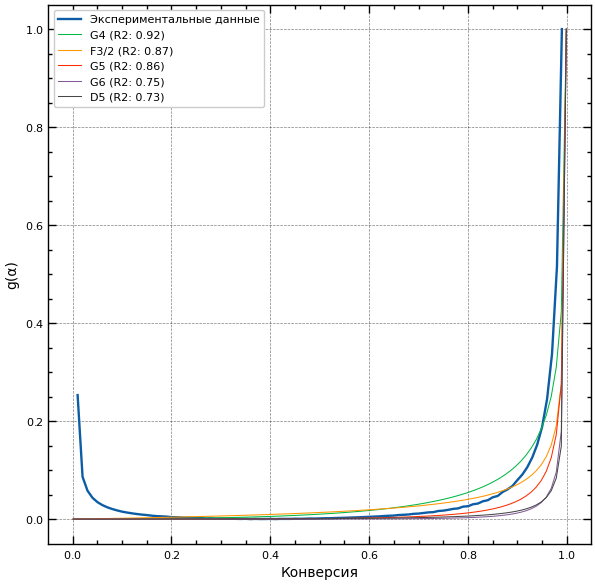 Экспериментальные данные
G4 (R2: 0.92)
F3/2 (R2: 0.87)
G5 (R2: 0.86)
G6 (R2: 0.75)
D5 (R2: 0.73)
1.0
0.8
0.6
0.4
0.2
0.0
g(α)
0.0 0.2 0.4 0.6 0.8 1.0
Конверсия